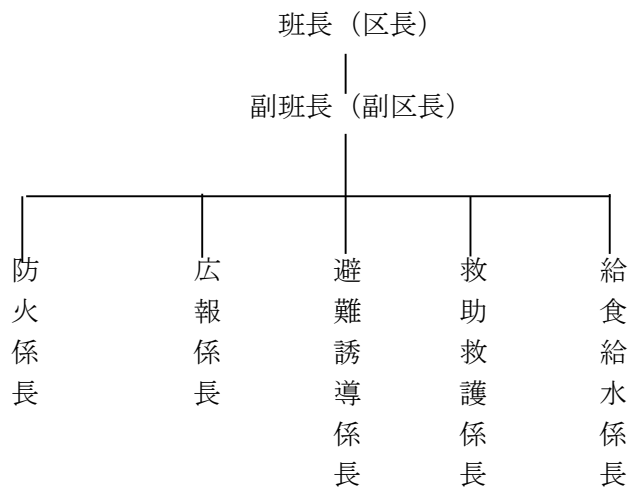 班長（区長）
副班長（副区長）
防火係長
広報係長
避難誘導係長
救助救護係長
給食給水係長